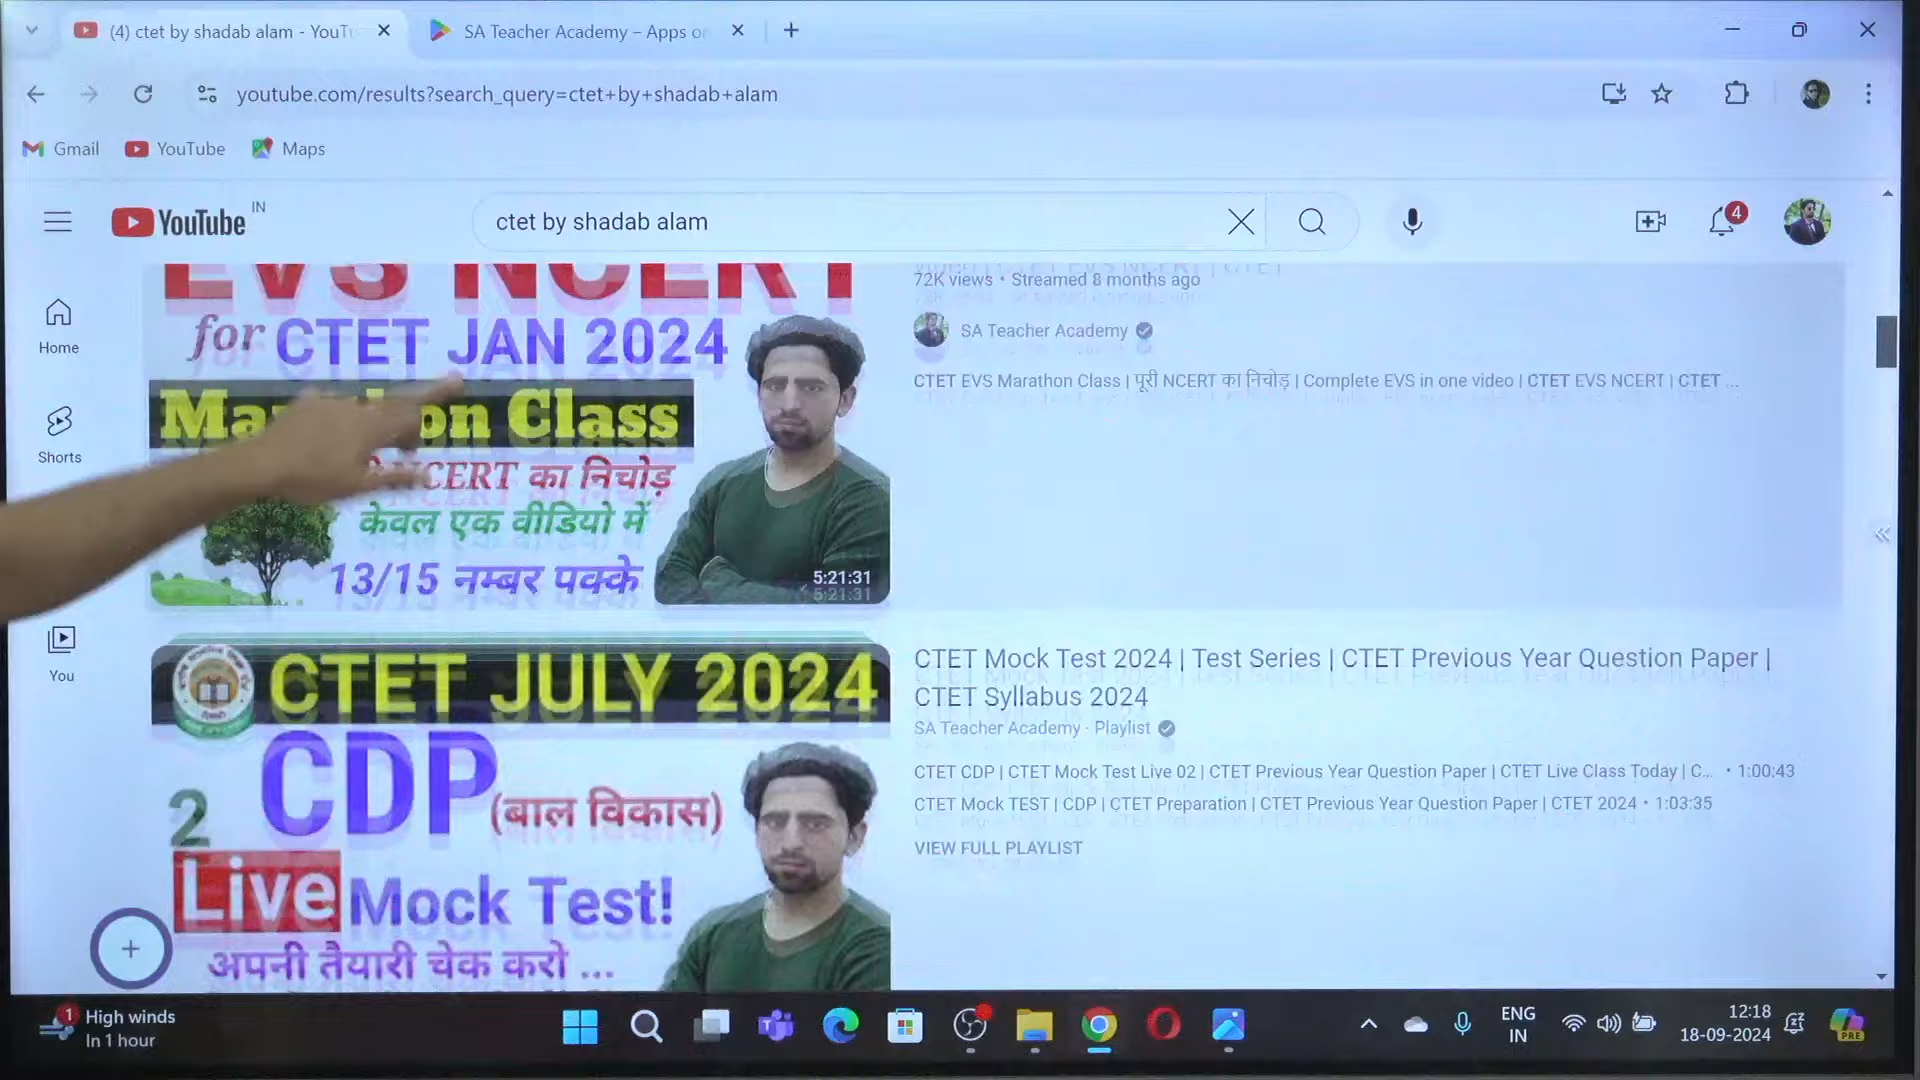 (4) ctet by shadab alam - YouTu
SA Teacher Academy – Apps o
youtube.com/results?search_query=ctet+by+shadab+alam
Gmail
YouTube
Maps
YouTube IN
ctet by shadab alam
4
Home
Shorts
You
EVS NCERT
for CTET JAN 2024
Class
NCERT का निचोड़
केवल एक वीडियो में
13/15 नम्बर पक्के
5:21:31
72K views • Streamed 8 months ago
SA Teacher Academy
CTET EVS Marathon Class | पूरी NCERT का निचोड़ | Complete EVS in one video | CTET EVS NCERT | CTET ...
CTET JULY 2024
2 CDP (बाल विकास)
Live Mock Test!
अपनी तैयारी चेक करो ...
CTET Mock Test 2024 | Test Series | CTET Previous Year Question Paper |
CTET Syllabus 2024
SA Teacher Academy · Playlist
CTET CDP | CTET Mock Test Live 02 | CTET Previous Year Question Paper | CTET Live Class Today | C... • 1:00:43
CTET Mock TEST | CDP | CTET Preparation | CTET Previous Year Question Paper | CTET 2024 • 1:03:35
VIEW FULL PLAYLIST
1
High winds
In 1 hour
ENG
IN
12:18
18-09-2024
PRE